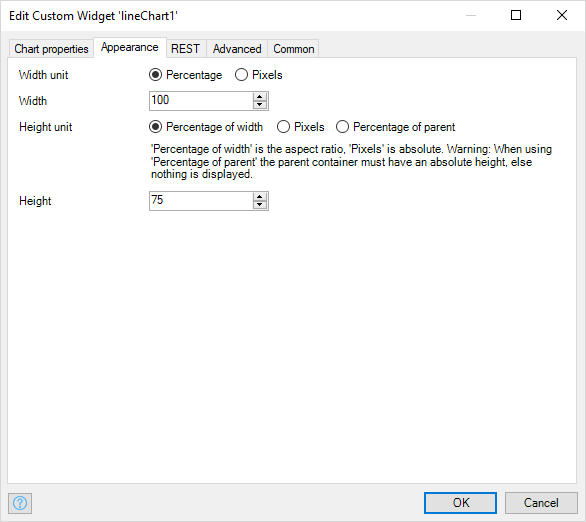 Edit Custom Widget 'lineChart1'
Chart properties Appearance REST Advanced Common
Width unit Percentage Pixels
Width 100
Height unit Percentage of width Pixels Percentage of parent
'Percentage of width' is the aspect ratio, 'Pixels' is absolute. Warning: When using
'Percentage of parent' the parent container must have an absolute height, else
nothing is displayed.
Height 75
? OK Cancel